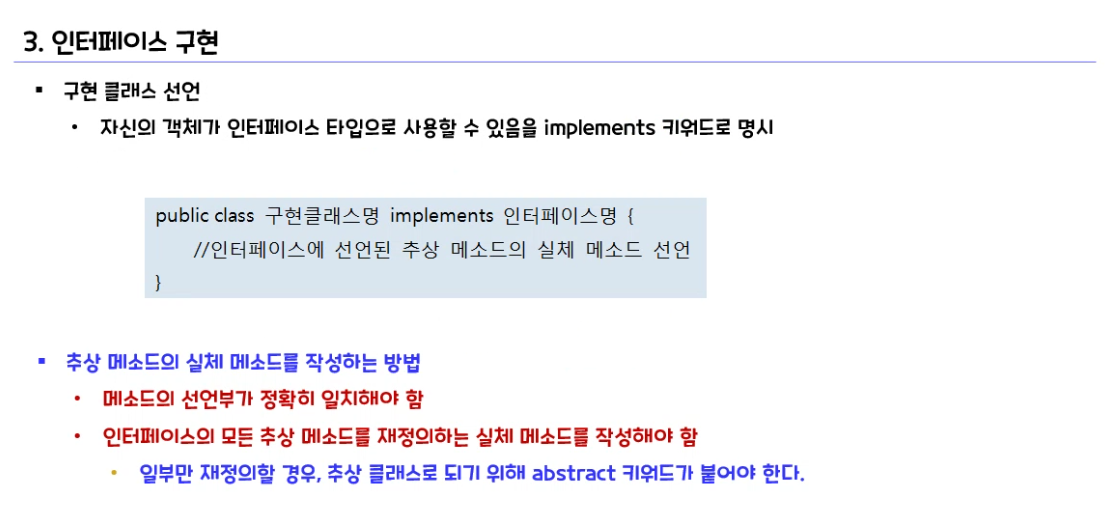 3. 인터페이스 구현
▪ 구현 클래스 선언
• 자신의 객체가 인터페이스 타입으로 사용할 수 있음을 implements 키워드로 명시
public class 구현클래스명 implements 인터페이스명 {
//인터페이스에 선언된 추상 메소드의 실체 메소드 선언
}
▪ 추상 메소드의 실체 메소드를 작성하는 방법
• 메소드의 선언부가 정확히 일치해야 함
• 인터페이스의 모든 추상 메소드를 재정의하는 실체 메소드를 작성해야 함
• 일부만 재정의할 경우, 추상 클래스로 되기 위해 abstract 키워드가 붙어야 한다.